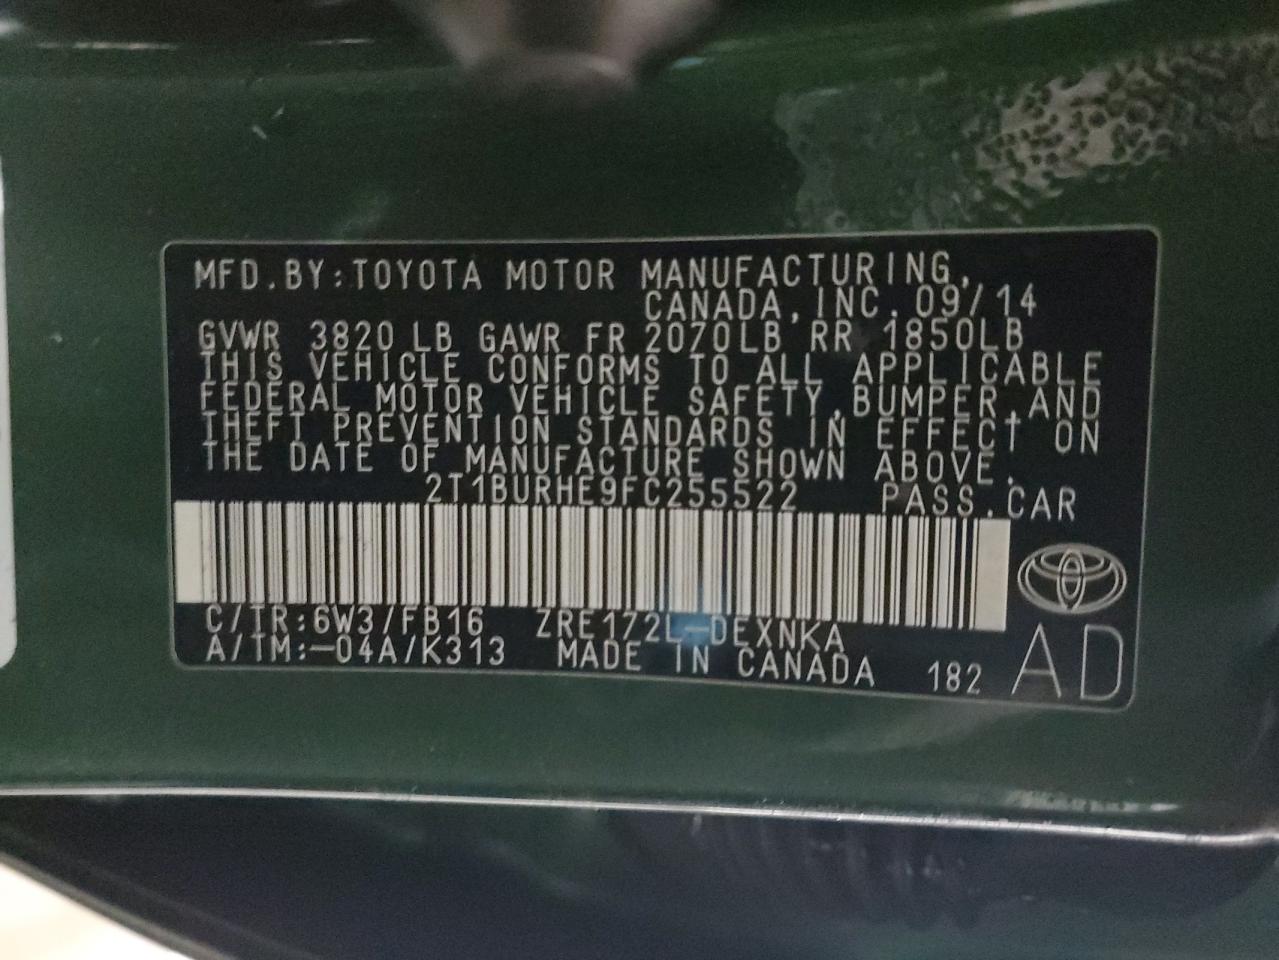 MFD.BY:TOYOTA MOTOR MANUFACTURING,
CANADA,INC.09/14
GVWR 3820 LB GAWR FR 2070LB RR 1850LB
THIS VEHICLE CONFORMS TO ALL APPLICABLE
FEDERAL MOTOR VEHICLE SAFETY,BUMPER,AND
THEFT PREVENTION STANDARDS IN EFFECT ON
THE DATE OF MANUFACTURE SHOWN ABOVE.
2T1BURHE9FC255522 PASS.CAR
C/TR:6W3/FB16 ZRE172L-DEXNKA
A/TM:-04A/K313 MADE IN CANADA 182 AD